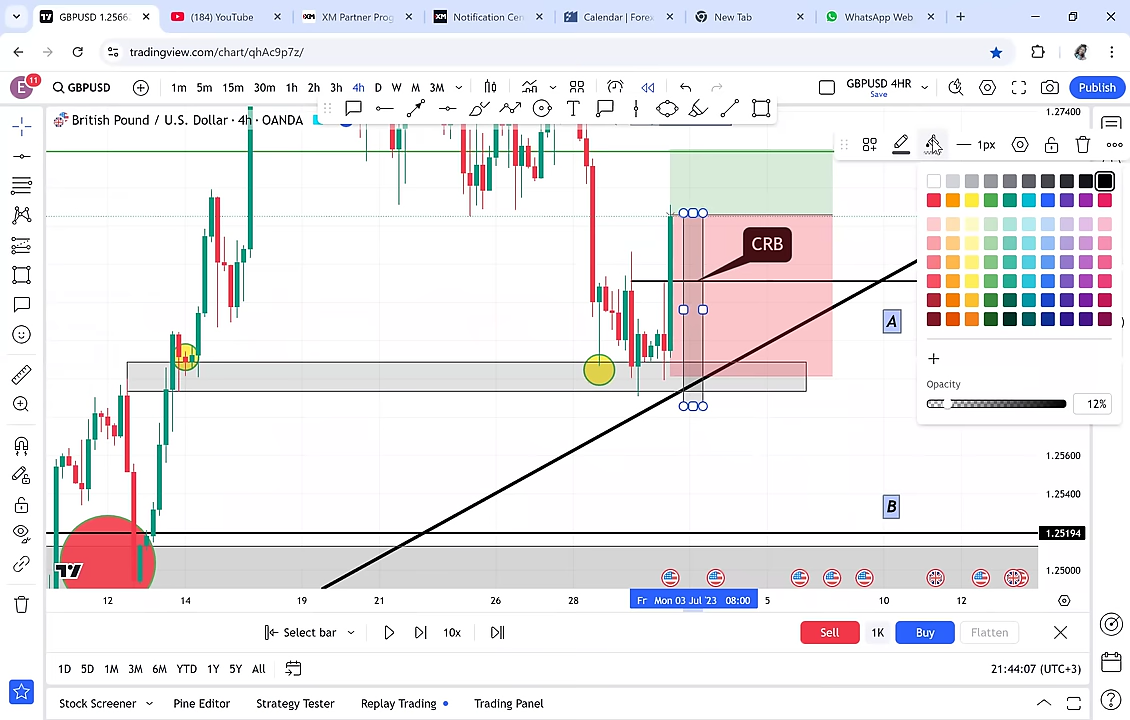 GBPUSD 1.2566
(184) YouTube
XM Partner Prog
Notification Cen
Calendar | Forex
New Tab
WhatsApp Web
tradingview.com/chart/qhAc9p7z/
E 11 GBPUSD 1m 5m 15m 30m 1h 2h 3h 4h D W M 3M
GBPUSD 4HR
Save
Publish
British Pound / U.S. Dollar · 4h · OANDA
1.27400
1px
CRB
A
Opacity
12%
1.25600
1.25400
B
1.25194
1.25000
12 14 19 21 26 28 Fr Mon 03 Jul '23 08:00 5 10 12
Select bar 10x Sell 1K Buy Flatten
1D 5D 1M 3M 6M YTD 1Y 5Y All 21:44:07 (UTC+3)
Stock Screener Pine Editor Strategy Tester Replay Trading Trading Panel